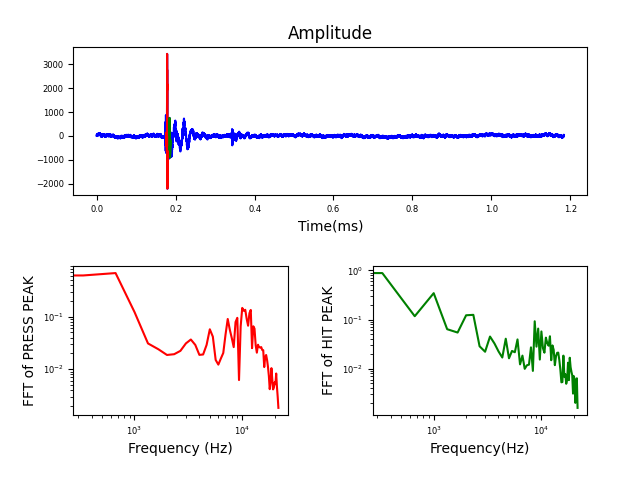 Amplitude
3000
2000
1000
0
−1000
−2000
0.0 0.2 0.4 0.6 0.8 1.0 1.2
Time(ms)
FFT of PRESS PEAK
10⁻¹
10⁻²
10³ 10⁴
Frequency (Hz)
FFT of HIT PEAK
10⁰
10⁻¹
10⁻²
10³ 10⁴
Frequency(Hz)